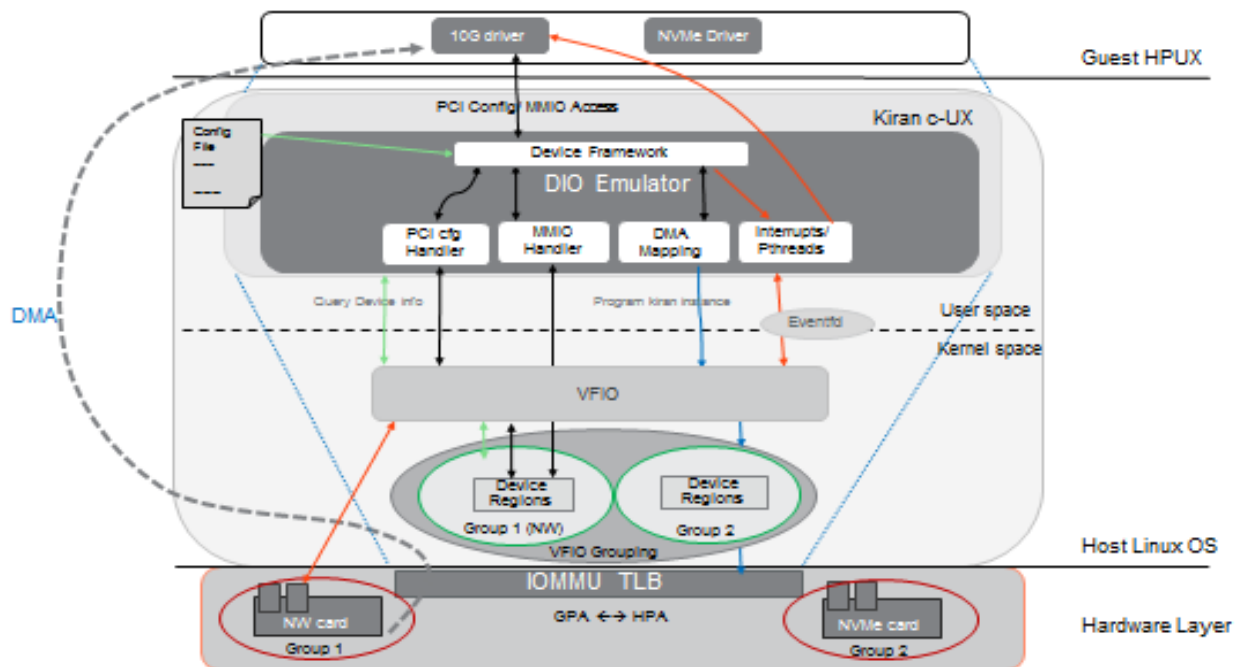 10G driver
NVMe Driver
Guest HPUX
PCI Config/ MMIO Access
Kiran c-UX
Config
File
Device Framework
DIO Emulator
PCI cfg
Handler
MMIO
Handler
DMA
Mapping
Interrupts/
Pthreads
Query Device info
Program kiran instance
DMA
Eventfd
User space
Kernel space
VFIO
Device
Regions
Device
Regions
Group 1 (NW)
Group 2
VFIO Grouping
Host Linux OS
IOMMU TLB
GPA ←→ HPA
NW card
Group 1
NVMe card
Group 2
Hardware Layer